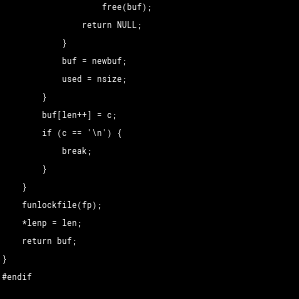 free(buf);
return NULL;
}
buf = newbuf;
used = nsize;
}
buf[len++] = c;
if (c == '\n') {
break;
}
}
funlockfile(fp);
*lenp = len;
return buf;
}
#endif